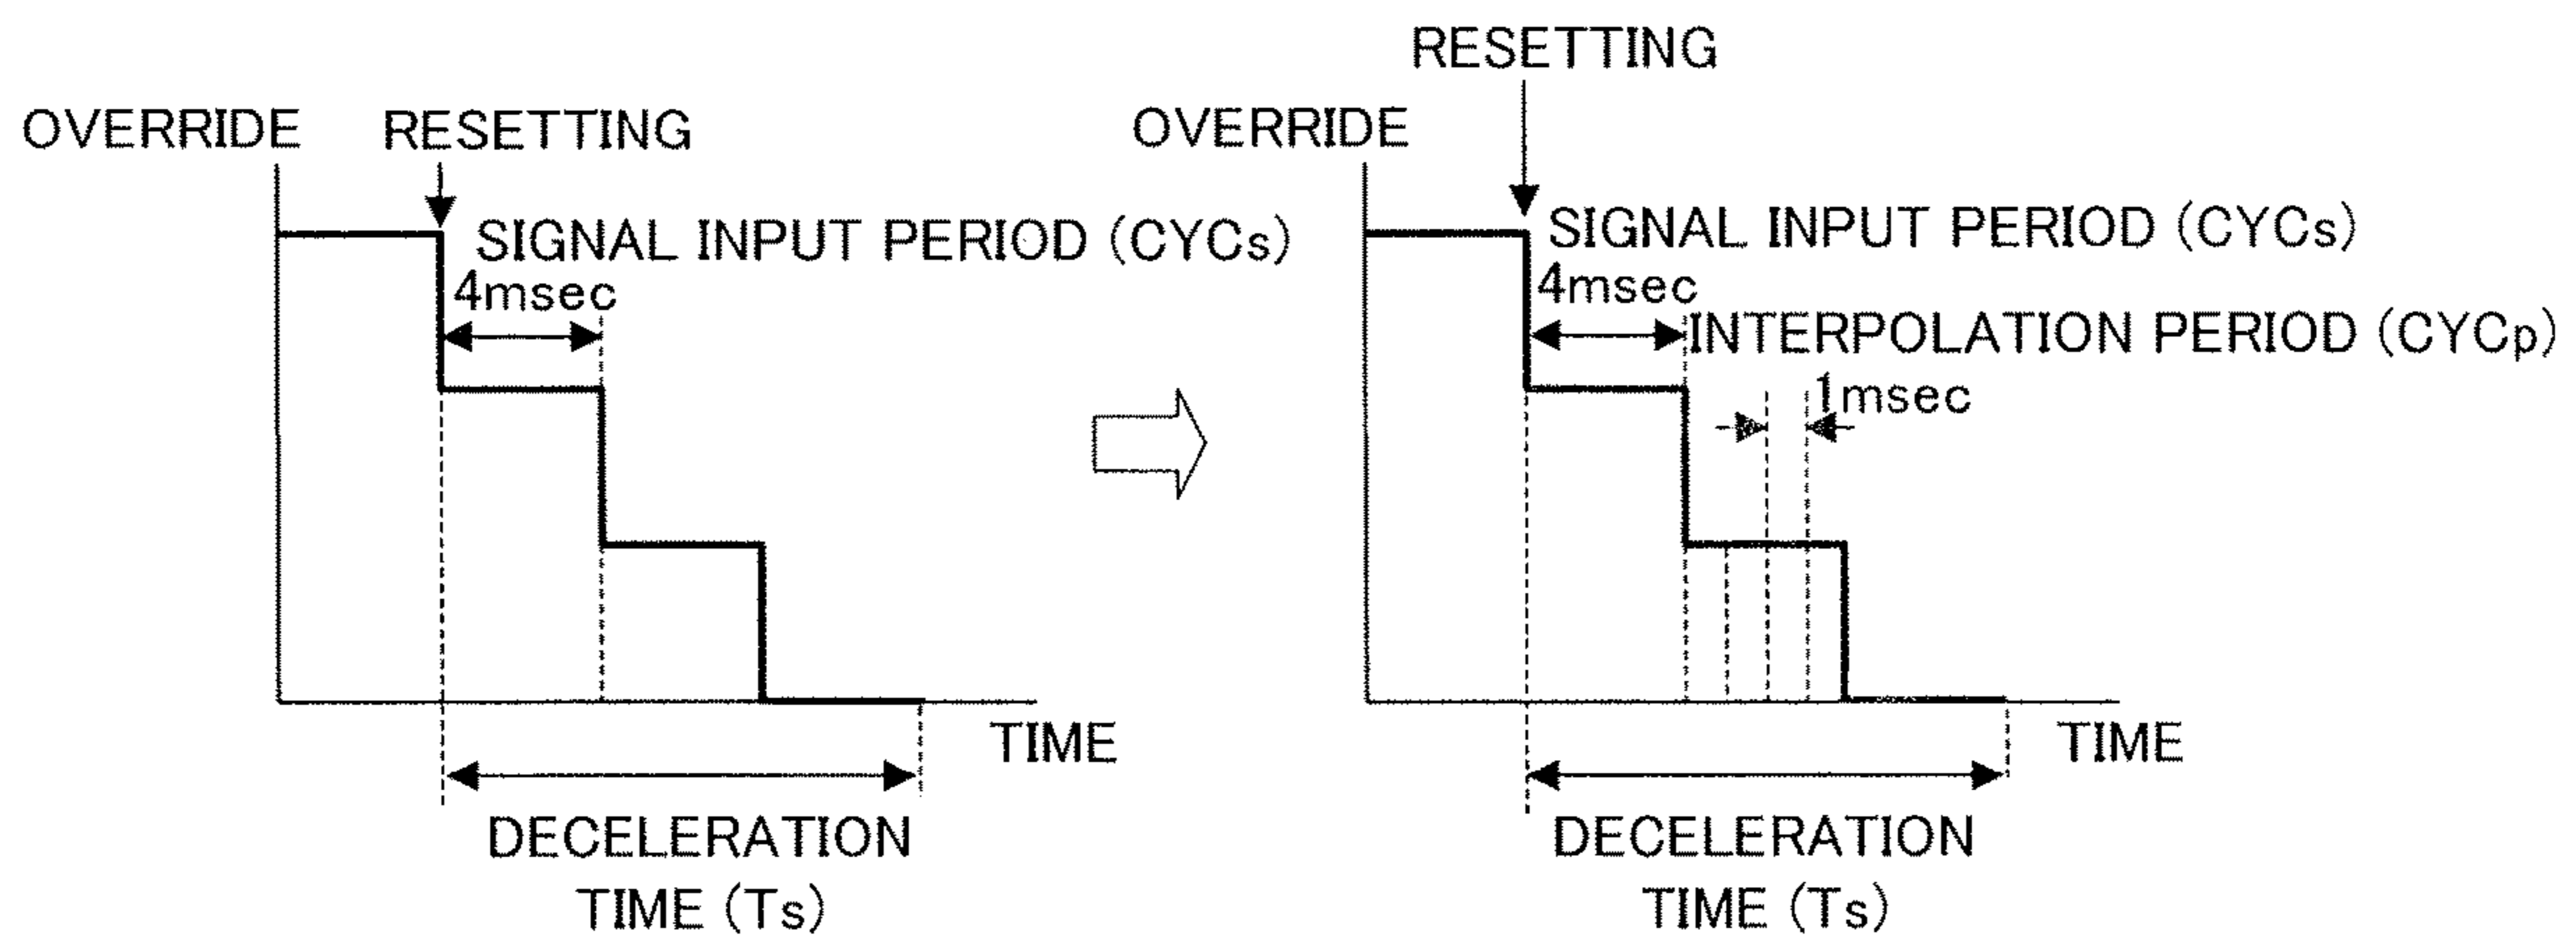 OVERRIDE
RESETTING
SIGNAL INPUT PERIOD (CYCs)
4msec
TIME
DECELERATION
TIME (Ts)
RESETTING
OVERRIDE
SIGNAL INPUT PERIOD (CYCs)
4msec
INTERPOLATION PERIOD (CYCp)
1msec
TIME
DECELERATION
TIME (Ts)